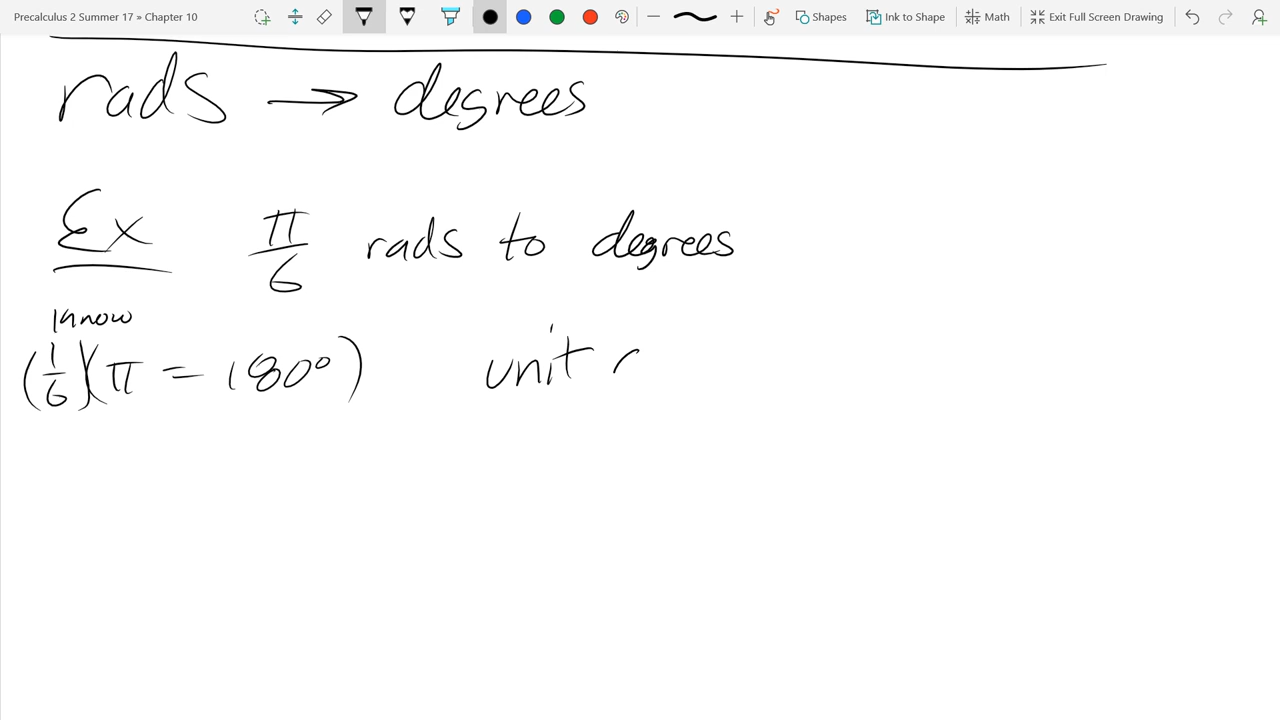 Precalculus 2 Summer 17 » Chapter 10 Shapes Ink to Shape Math Exit Full Screen Drawing
rads → degrees
Ex π/6 rads to degrees
know
(1/6)(π = 180°) unit c